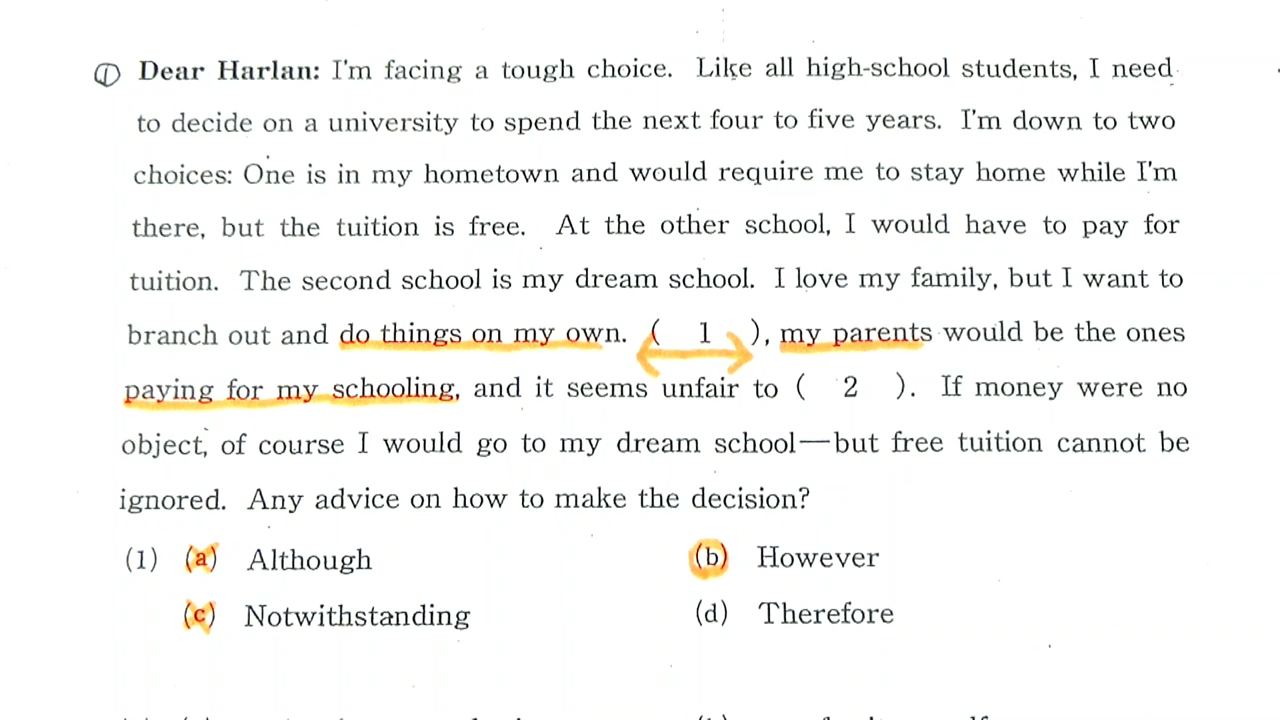 ① Dear Harlan: I'm facing a tough choice. Like all high-school students, I need
to decide on a university to spend the next four to five years. I'm down to two
choices: One is in my hometown and would require me to stay home while I'm
there, but the tuition is free. At the other school, I would have to pay for
tuition. The second school is my dream school. I love my family, but I want to
branch out and do things on my own. ( 1 ), my parents would be the ones
paying for my schooling, and it seems unfair to ( 2 ). If money were no
object, of course I would go to my dream school—but free tuition cannot be
ignored. Any advice on how to make the decision?
(1) (a) Although (b) However
(c) Notwithstanding (d) Therefore